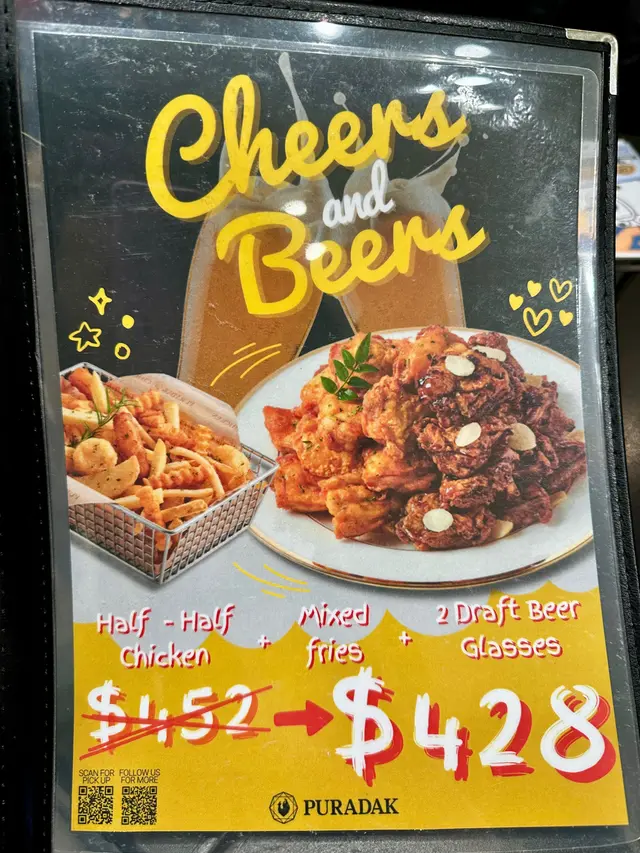 Cheers
and
Beers
Half - Half
Chicken
+
Mixed
fries
+
2 Draft Beer
Glasses
$452
$428
SCAN FOR
PICK UP
FOLLOW US
FOR MORE
PURADAK